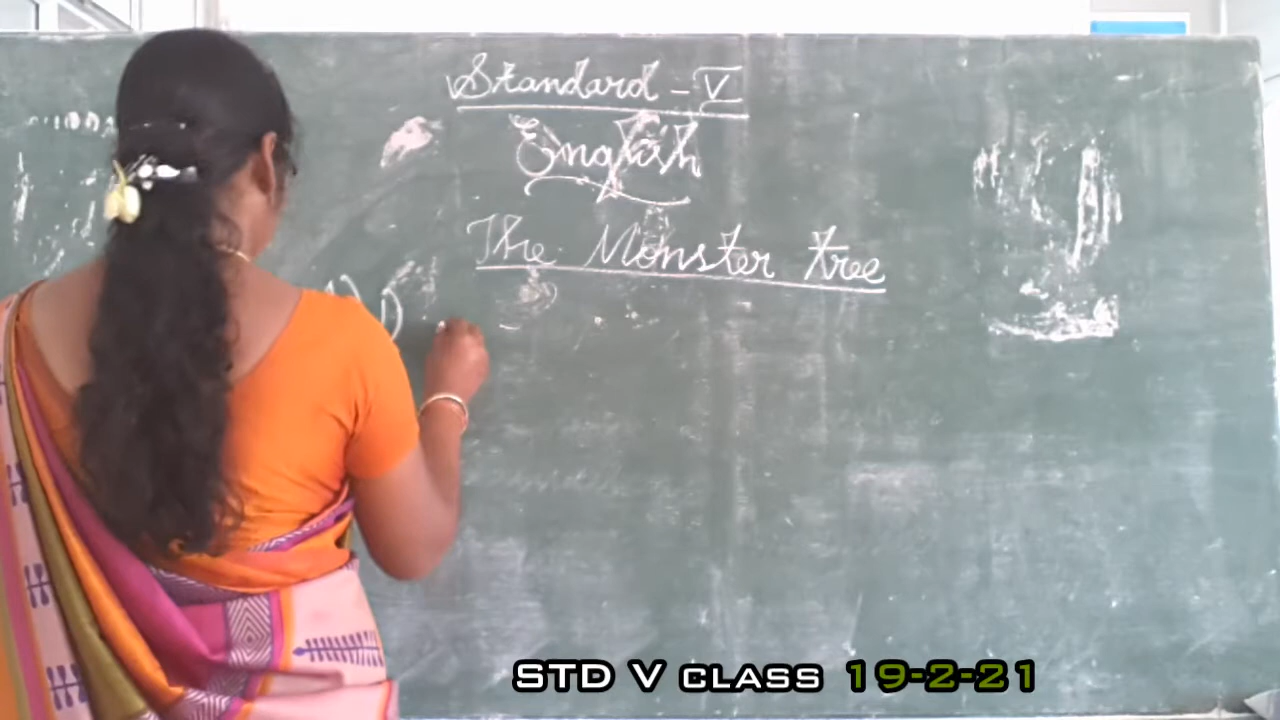 Standard - V
English
The Monster tree
STD V CLASS 19-2-21